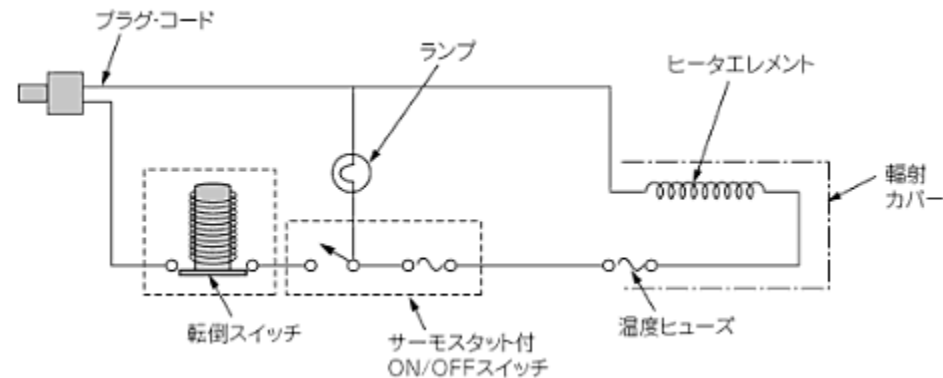 プラグ・コード
ランプ
ヒータエレメント
輻射
カバー
転倒スイッチ
サーモスタット付
ON/OFFスイッチ
温度ヒューズ